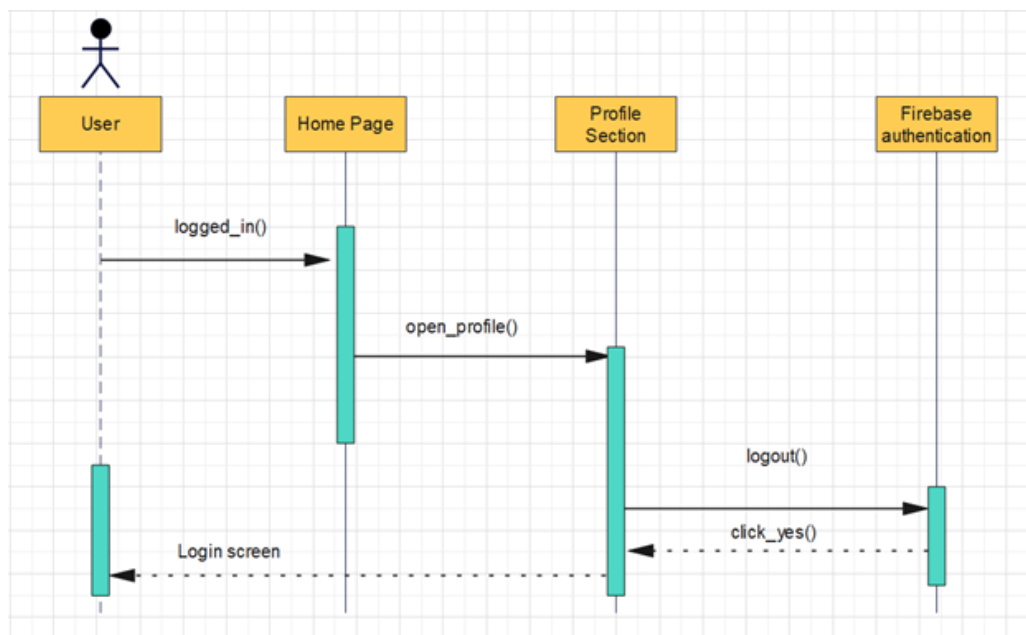 User
Home Page
Profile
Section
Firebase
authentication
logged_in()
open_profile()
logout()
click_yes()
Login screen